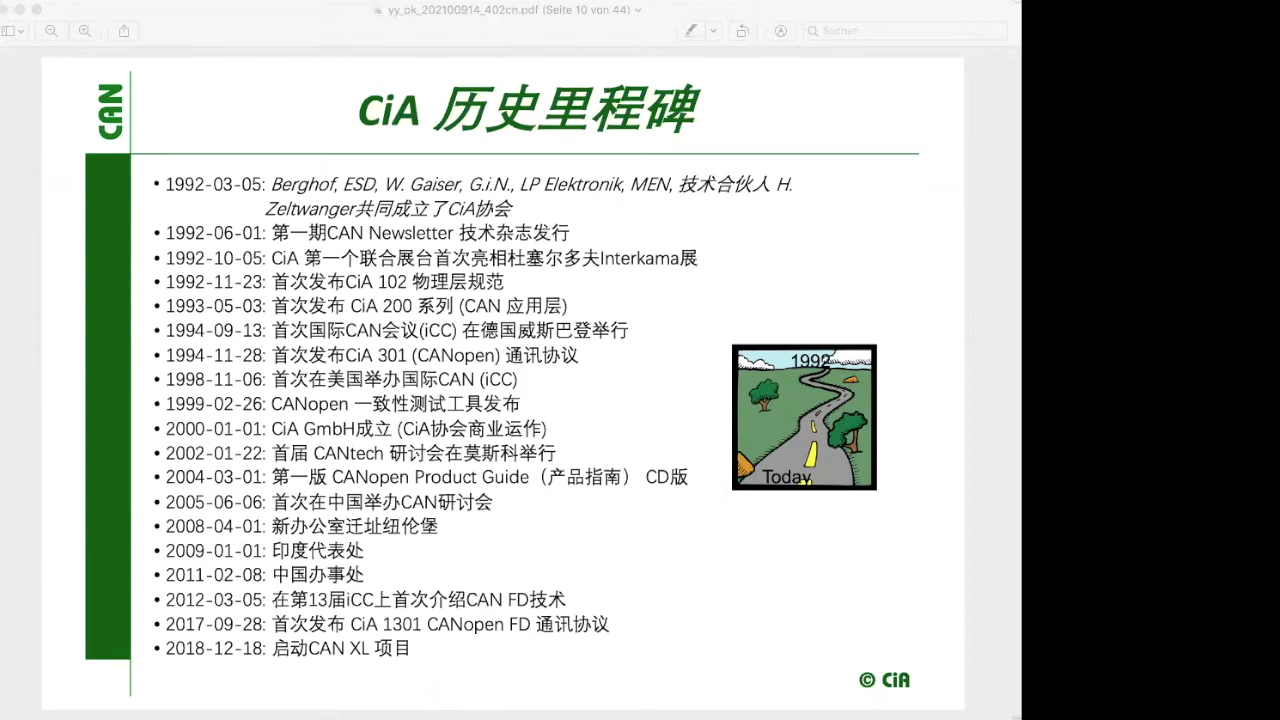 yy_ok_202100914_402cn.pdf (Seite 10 von 44)
Suchen
CAN
CiA 历史里程碑
• 1992-03-05: Berghof, ESD, W. Gaiser, G.i.N., LP Elektronik, MEN, 技术合伙人 H.
Zeltwanger共同成立了CiA协会
• 1992-06-01: 第一期CAN Newsletter 技术杂志发行
• 1992-10-05: CiA 第一个联合展台首次亮相杜塞尔多夫Interkama展
• 1992-11-23: 首次发布CiA 102 物理层规范
• 1993-05-03: 首次发布 CiA 200 系列 (CAN 应用层)
• 1994-09-13: 首次国际CAN会议(iCC) 在德国威斯巴登举行
• 1994-11-28: 首次发布CiA 301 (CANopen) 通讯协议
• 1998-11-06: 首次在美国举办国际CAN (iCC)
• 1999-02-26: CANopen 一致性测试工具发布
• 2000-01-01: CiA GmbH成立 (CiA协会商业运作)
• 2002-01-22: 首届 CANtech 研讨会在莫斯科举行
• 2004-03-01: 第一版 CANopen Product Guide（产品指南） CD版
• 2005-06-06: 首次在中国举办CAN研讨会
• 2008-04-01: 新办公室迁址纽伦堡
• 2009-01-01: 印度代表处
• 2011-02-08: 中国办事处
• 2012-03-05: 在第13届iCC上首次介绍CAN FD技术
• 2017-09-28: 首次发布 CiA 1301 CANopen FD 通讯协议
• 2018-12-18: 启动CAN XL 项目
1992
Today
© CiA